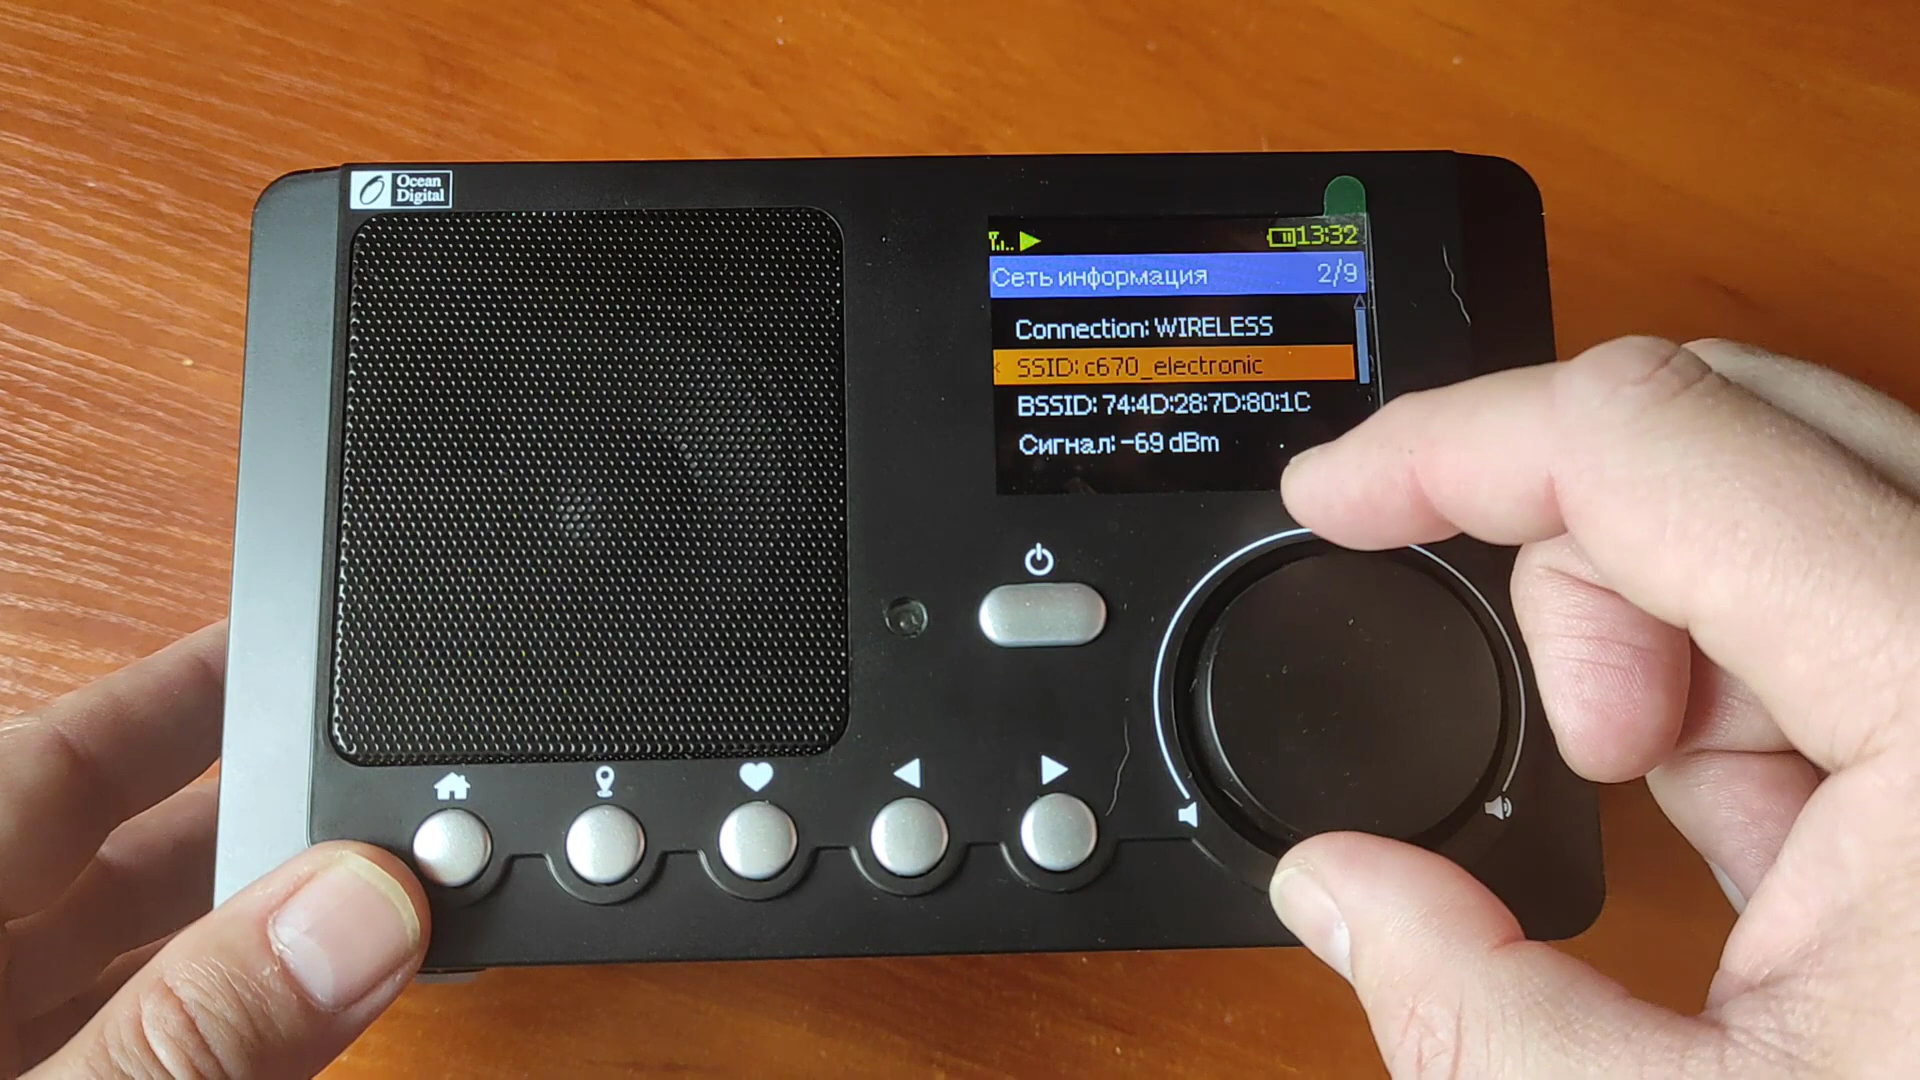 Ocean
Digital
13:32
Сеть информация 2/9
Connection: WIRELESS
SSID: c670_electronic
BSSID: 74:4D:28:7D:80:1C
Сигнал: -69 dBm